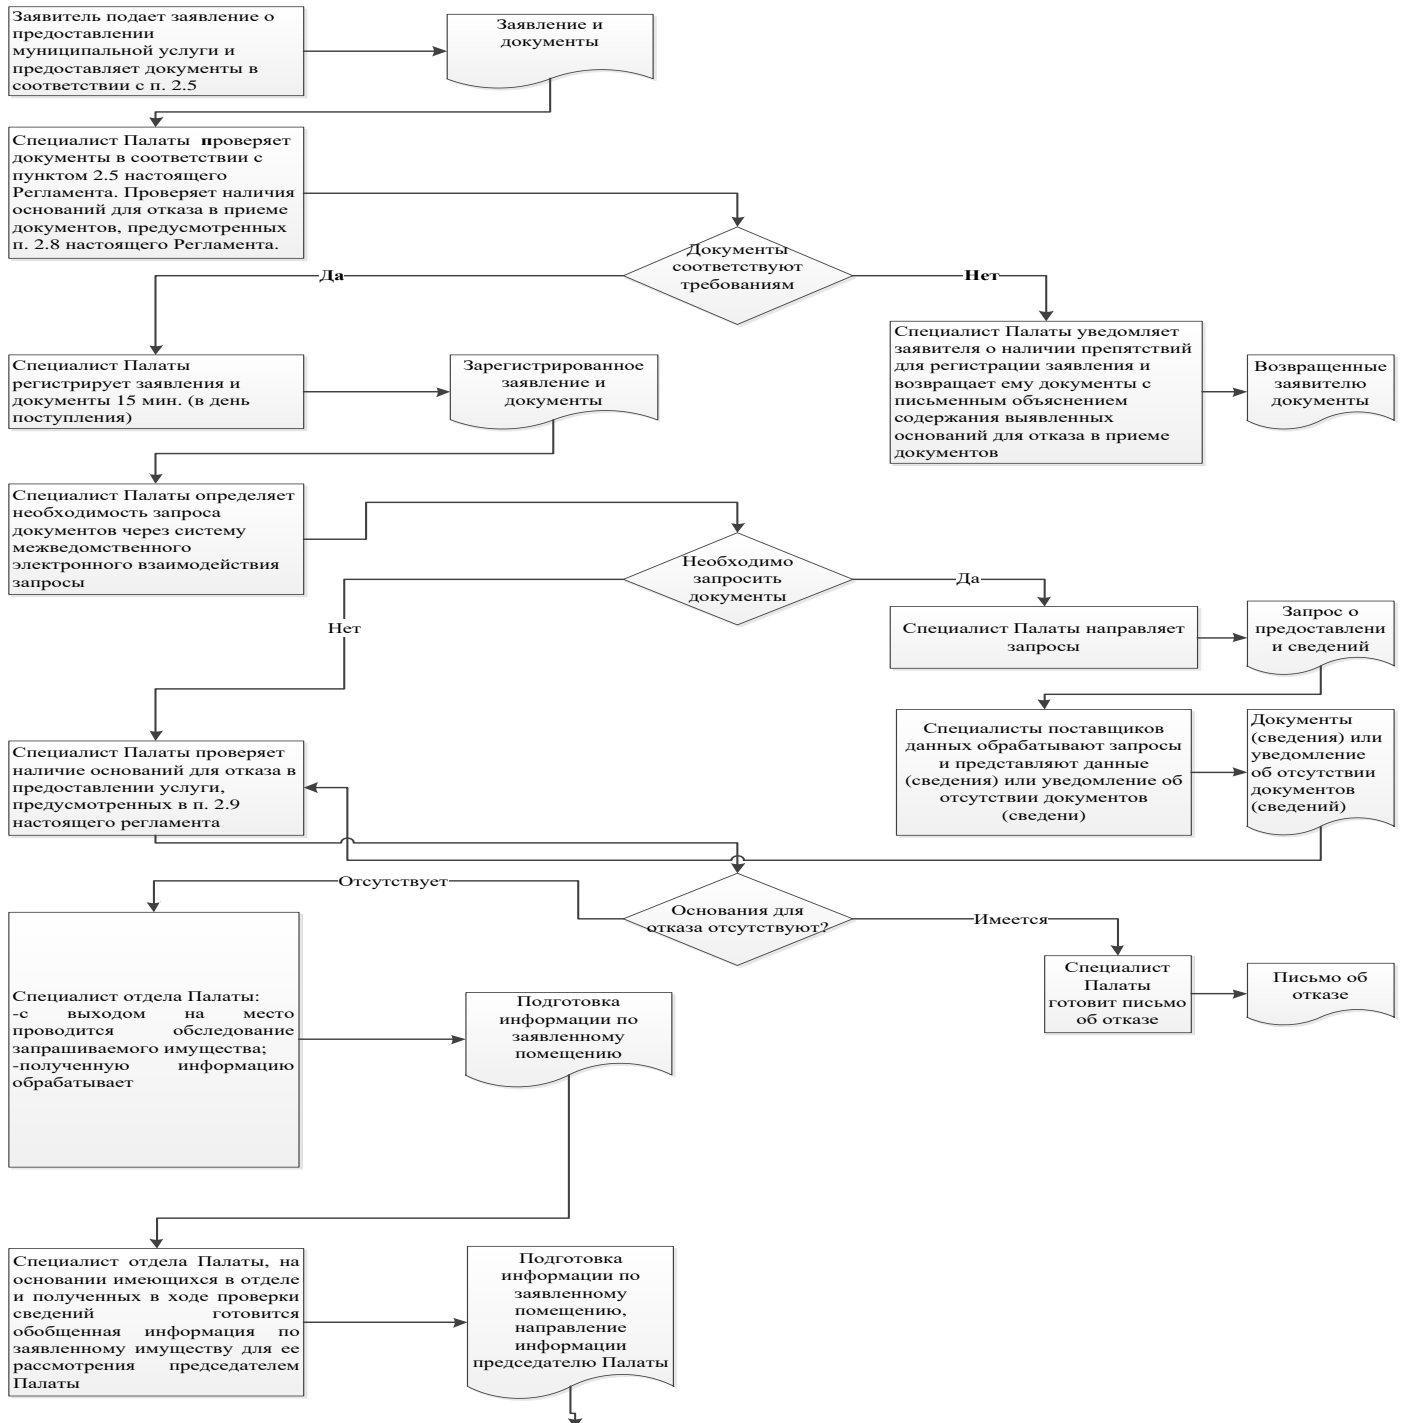 Заявитель подает заявление о
предоставлении
муниципальной услуги и
предоставляет документы в
соответствии с п. 2.5
Заявление и
документы
Специалист Палаты проверяет
документы в соответствии с
пунктом 2.5 настоящего
Регламента. Проверяет наличия
оснований для отказа в приеме
документов, предусмотренных
п. 2.8 настоящего Регламента.
Документы
соответствуют
требованиям
Да
Нет
Специалист Палаты
регистрирует заявления и
документы 15 мин. (в день
поступления)
Зарегистрированное
заявление и
документы
Специалист Палаты уведомляет
заявителя о наличии препятствий
для регистрации заявления и
возвращает ему документы с
письменным объяснением
содержания выявленных
оснований для отказа в приеме
документов
Возвращенные
заявителю
документы
Специалист Палаты определяет
необходимость запроса
документов через систему
межведомственного
электронного взаимодействия
запросы
Необходимо
запросить
документы
Да
Нет
Специалист Палаты направляет
запросы
Запрос о
предоставлени
и сведений
Специалист Палаты проверяет
наличие оснований для отказа в
предоставлении услуги,
предусмотренных в п. 2.9
настоящего регламента
Специалисты поставщиков
данных обрабатывают запросы
и представляют данные
(сведения) или уведомление об
отсутствии документов
(сведени)
Документы
(сведения) или
уведомление
об отсутствии
документов
(сведений)
Отсутствует
Основания для
отказа отсутствуют?
Имеется
Специалист
Палаты
готовит письмо
об отказе
Письмо об
отказе
Специалист отдела Палаты:
-с выходом на место
проводится обследование
запрашиваемого имущества;
-полученную информацию
обрабатывает
Подготовка
информации по
заявленному
помещению
Специалист отдела Палаты, на
основании имеющихся в отделе
и полученных в ходе проверки
сведений готовится
обобщенная информация по
заявленному имуществу для ее
рассмотрения председателем
Палаты
Подготовка
информации по
заявленному
помещению,
направление
информации
председателю Палаты